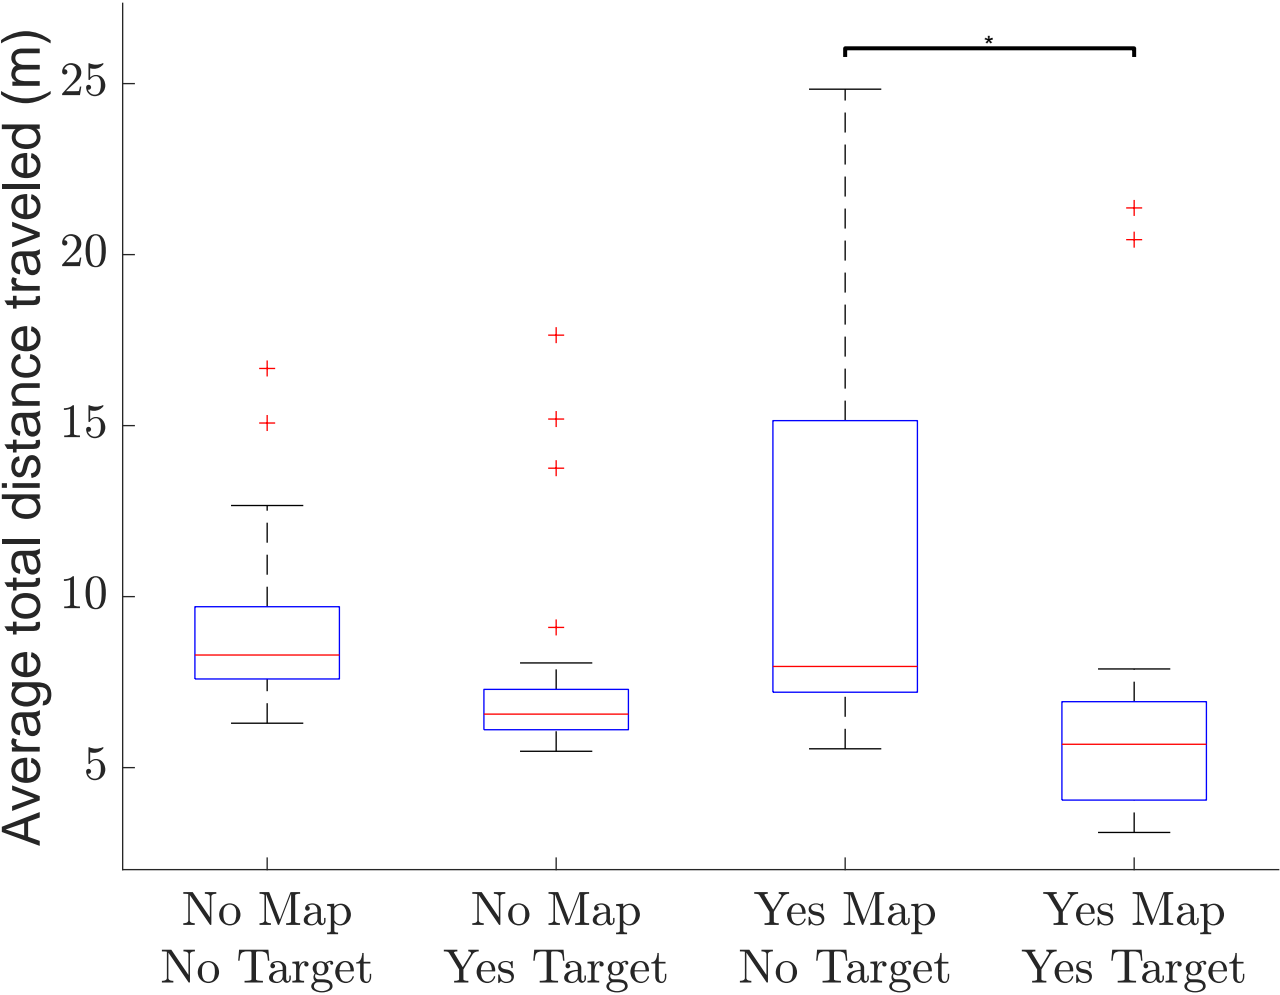 Average total distance traveled (m)
25
20
15
10
5
*
No Map
No Target
No Map
Yes Target
Yes Map
No Target
Yes Map
Yes Target